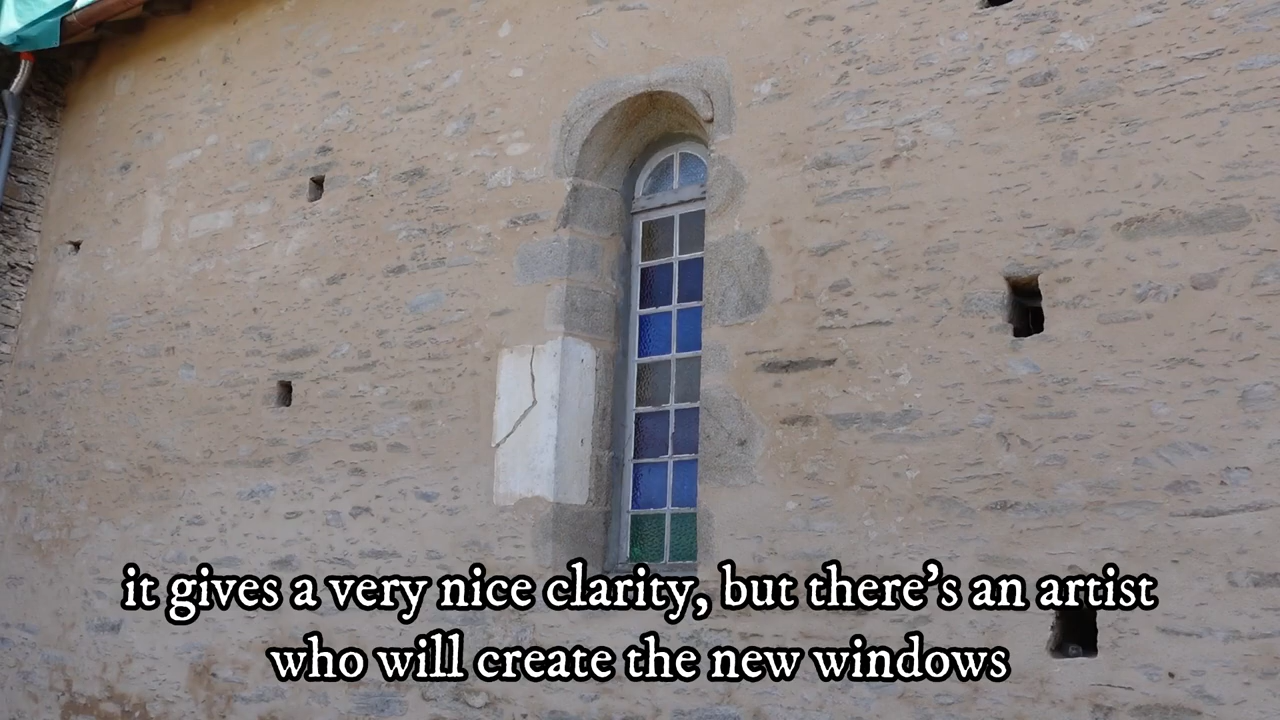 it gives a very nice clarity, but there's an artist
who will create the new windows